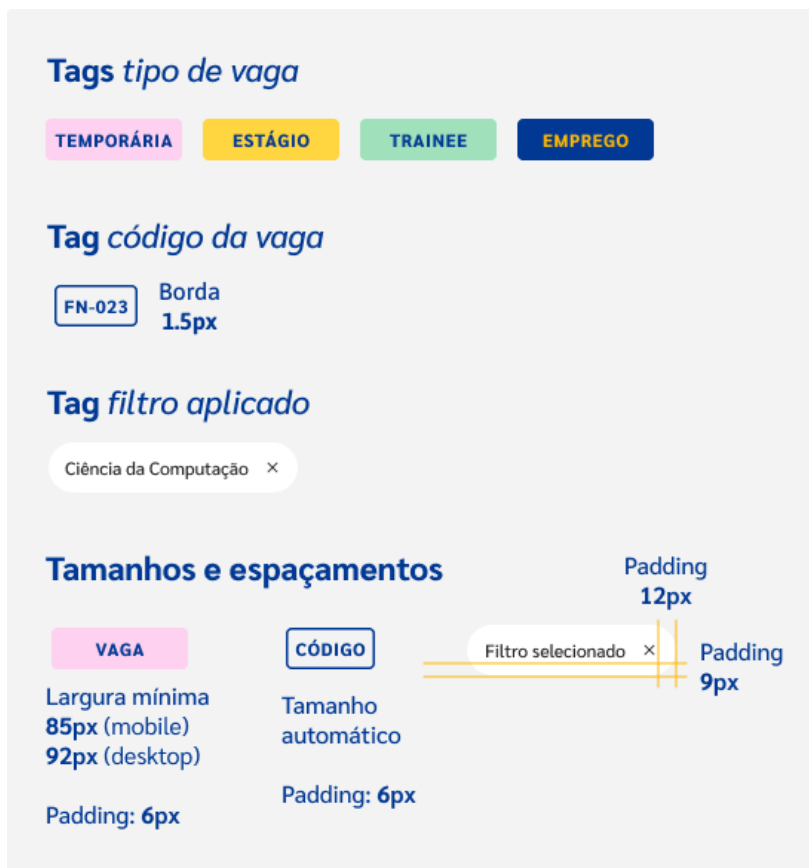 Tags tipo de vaga
TEMPORÁRIA
ESTÁGIO
TRAINEE
EMPREGO
Tag código da vaga
FN-023
Borda
1.5px
Tag filtro aplicado
Ciência da Computação ×
Tamanhos e espaçamentos
VAGA
Largura mínima
85px (mobile)
92px (desktop)
Padding: 6px
CÓDIGO
Tamanho
automático
Padding: 6px
Padding
12px
Filtro selecionado ×
Padding
9px